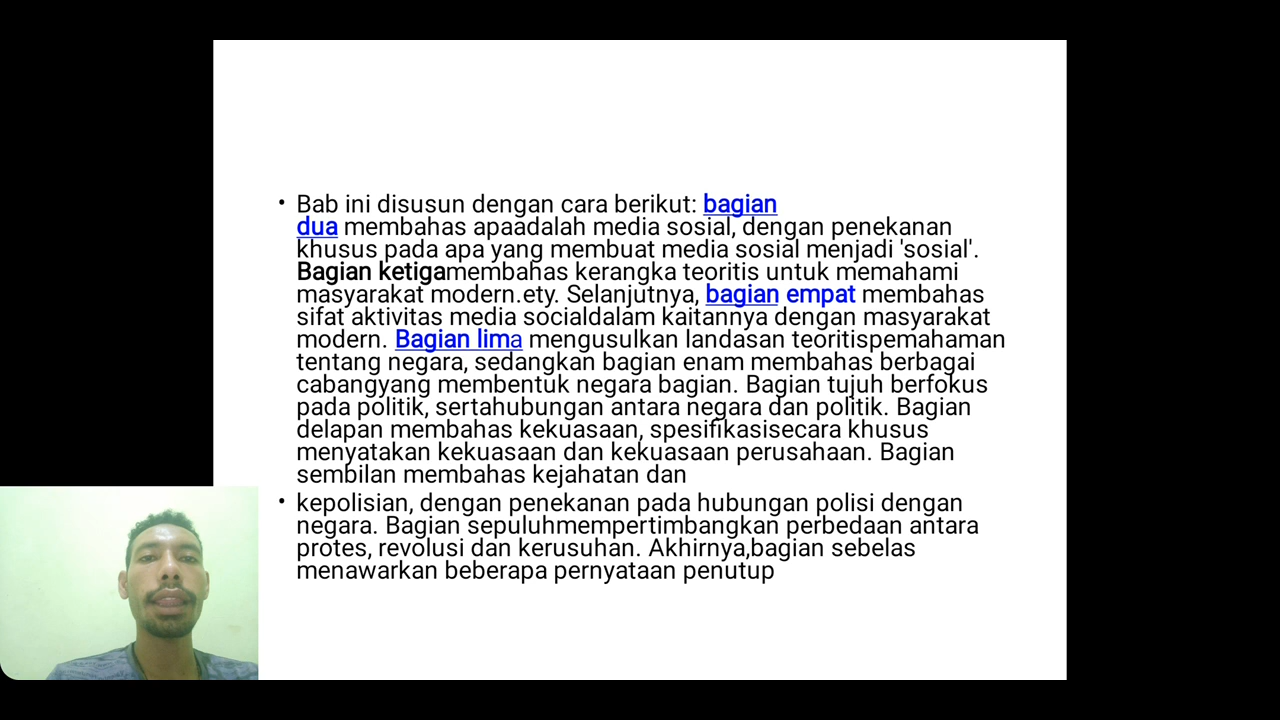 • Bab ini disusun dengan cara berikut: bagian
dua membahas apaadalah media sosial, dengan penekanan
khusus pada apa yang membuat media sosial menjadi 'sosial'.
Bagian ketigamembahas kerangka teoritis untuk memahami
masyarakat modern.ety. Selanjutnya, bagian empat membahas
sifat aktivitas media socialdalam kaitannya dengan masyarakat
modern. Bagian lima mengusulkan landasan teoritispemahaman
tentang negara, sedangkan bagian enam membahas berbagai
cabangyang membentuk negara bagian. Bagian tujuh berfokus
pada politik, sertahubungan antara negara dan politik. Bagian
delapan membahas kekuasaan, spesifikasisecara khusus
menyatakan kekuasaan dan kekuasaan perusahaan. Bagian
sembilan membahas kejahatan dan
• kepolisian, dengan penekanan pada hubungan polisi dengan
negara. Bagian sepuluhmempertimbangkan perbedaan antara
protes, revolusi dan kerusuhan. Akhirnya,bagian sebelas
menawarkan beberapa pernyataan penutup